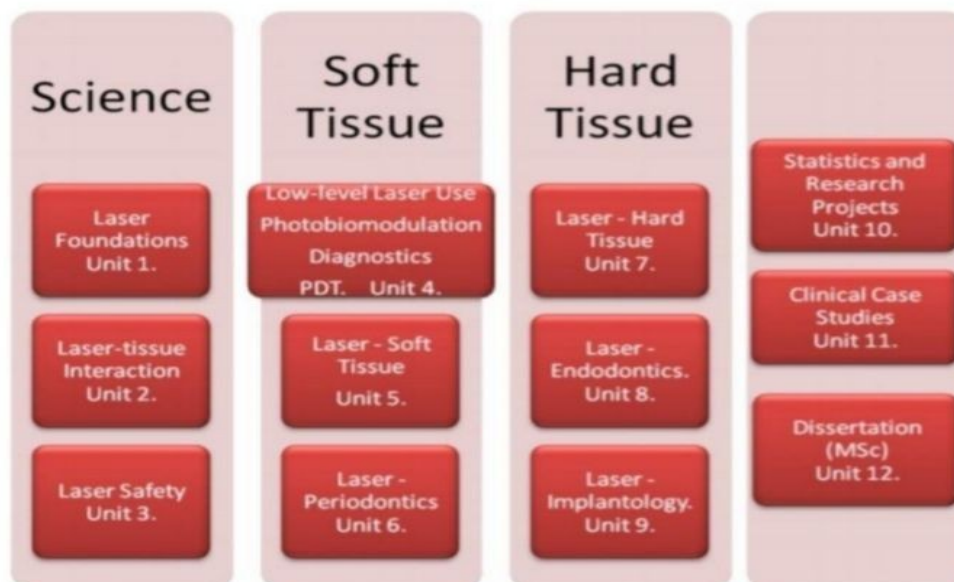 Science
Laser
Foundations
Unit 1.
Laser-tissue
Interaction
Unit 2.
Laser Safety
Unit 3.
Soft
Tissue
Low-level Laser Use
Photobiomodulation
Diagnostics
PDT. Unit 4.
Laser - Soft
Tissue
Unit 5.
Laser -
Periodontics
Unit 6.
Hard
Tissue
Laser - Hard
Tissue
Unit 7.
Laser -
Endodontics.
Unit 8.
Laser -
Implantology.
Unit 9.
Statistics and
Research
Projects
Unit 10.
Clinical Case
Studies
Unit 11.
Dissertation
(MSc)
Unit 12.